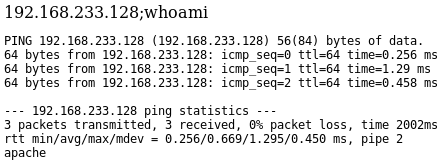 192.168.233.128;whoami
PING 192.168.233.128 (192.168.233.128) 56(84) bytes of data.
64 bytes from 192.168.233.128: icmp_seq=0 ttl=64 time=0.256 ms
64 bytes from 192.168.233.128: icmp_seq=1 ttl=64 time=1.29 ms
64 bytes from 192.168.233.128: icmp_seq=2 ttl=64 time=0.458 ms
--- 192.168.233.128 ping statistics ---
3 packets transmitted, 3 received, 0% packet loss, time 2002ms
rtt min/avg/max/mdev = 0.256/0.669/1.295/0.450 ms, pipe 2
apache